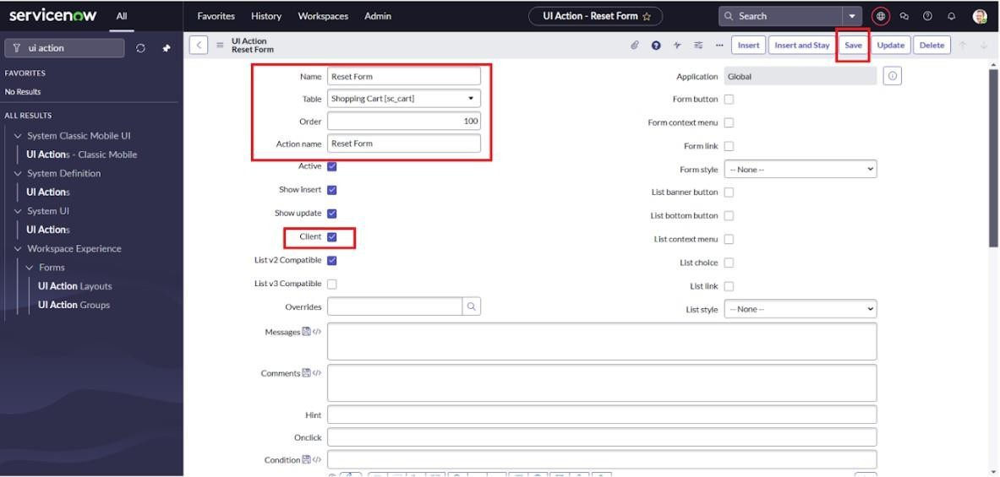 servicenow
All
Favorites
History
Workspaces
Admin
UI Action - Reset Form
Search
ui action
FAVORITES
No Results
ALL RESULTS
System Classic Mobile UI
UI Actions - Classic Mobile
System Definition
UI Actions
System UI
UI Actions
Workspace Experience
Forms
UI Action Layouts
UI Action Groups
UI Action
Reset Form
Insert
Insert and Stay
Save
Update
Delete
Name Reset Form
Table Shopping Cart [sc_cart]
Order 100
Action name Reset Form
Active
Show insert
Show update
Client
List v2 Compatible
List v3 Compatible
Overrides
Application Global
Form button
Form context menu
Form link
Form style -- None --
List banner button
List bottom button
List context menu
List choice
List link
List style -- None --
Messages
Comments
Hint
Onclick
Condition